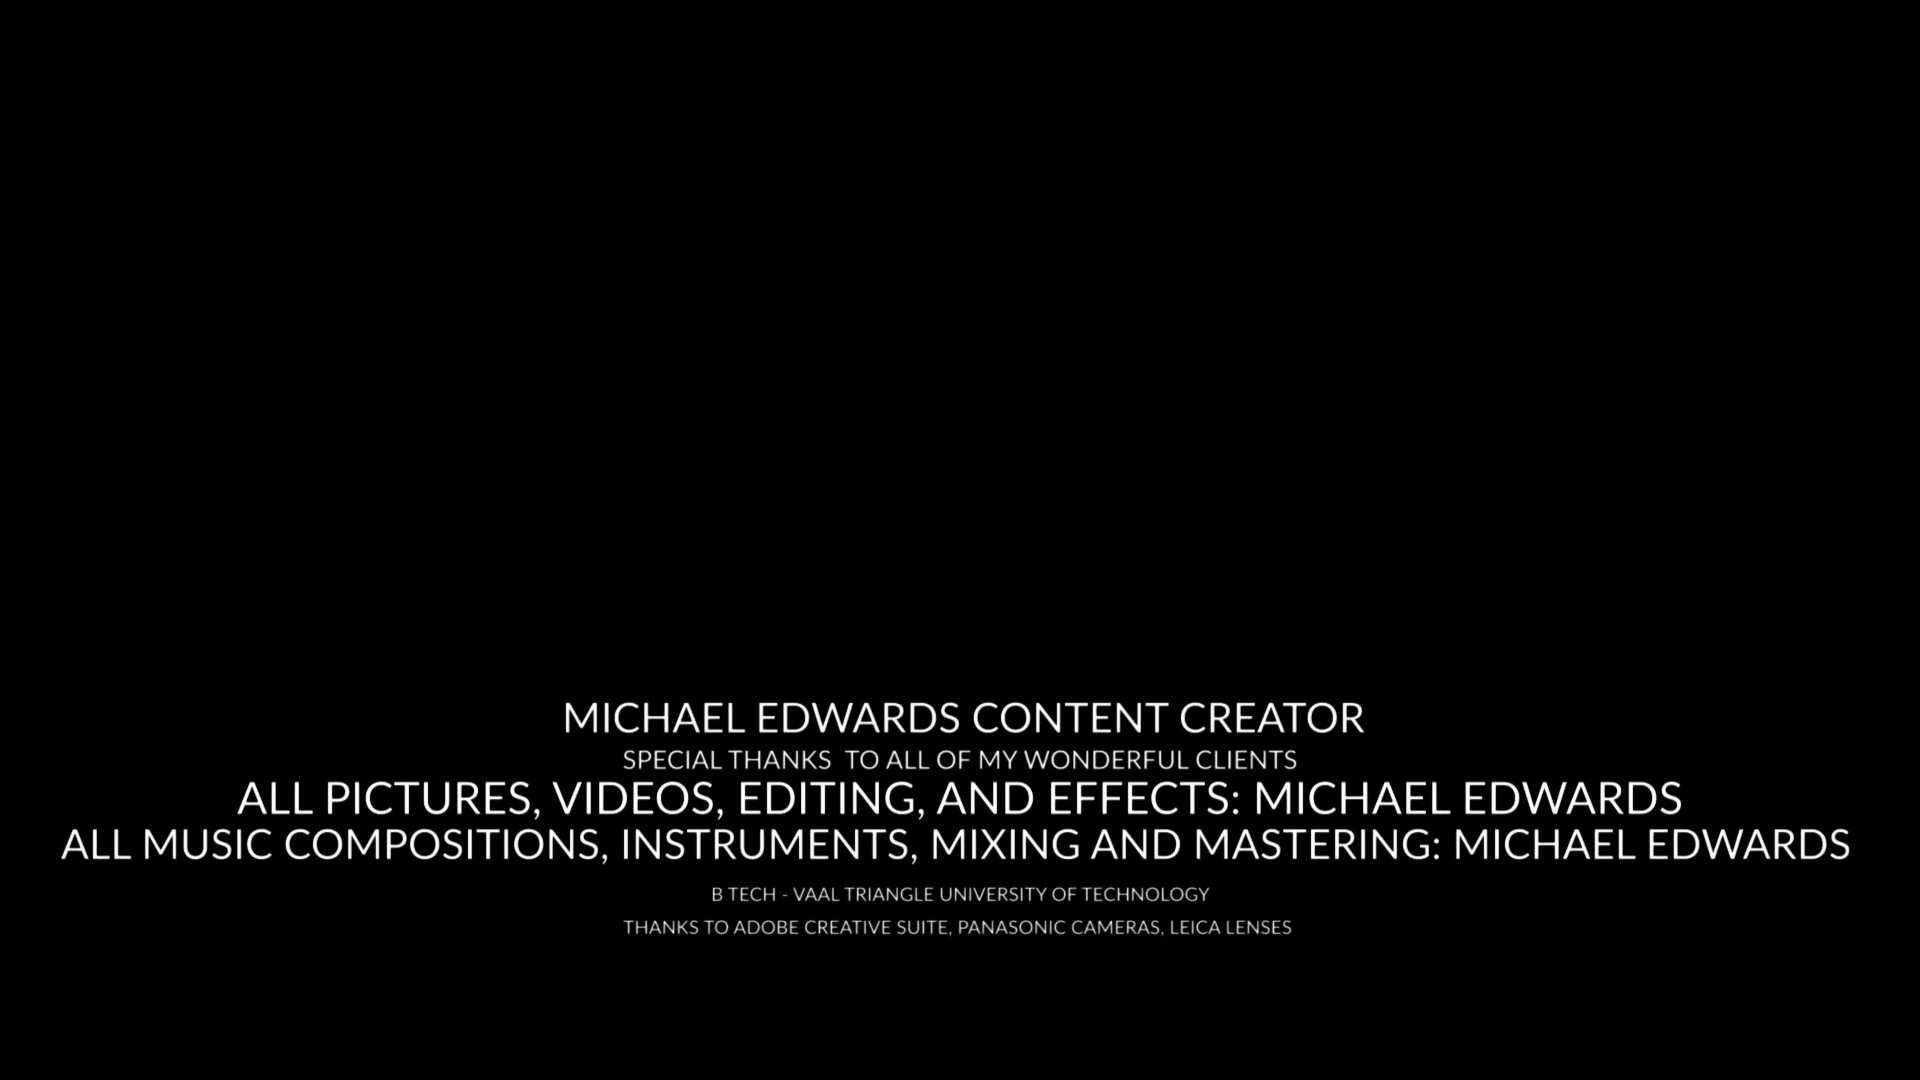 MICHAEL EDWARDS CONTENT CREATOR
SPECIAL THANKS  TO ALL OF MY WONDERFUL CLIENTS
ALL PICTURES, VIDEOS, EDITING, AND EFFECTS: MICHAEL EDWARDS
ALL MUSIC COMPOSITIONS, INSTRUMENTS, MIXING AND MASTERING: MICHAEL EDWARDS
B TECH - VAAL TRIANGLE UNIVERSITY OF TECHNOLOGY
THANKS TO ADOBE CREATIVE SUITE, PANASONIC CAMERAS, LEICA LENSES